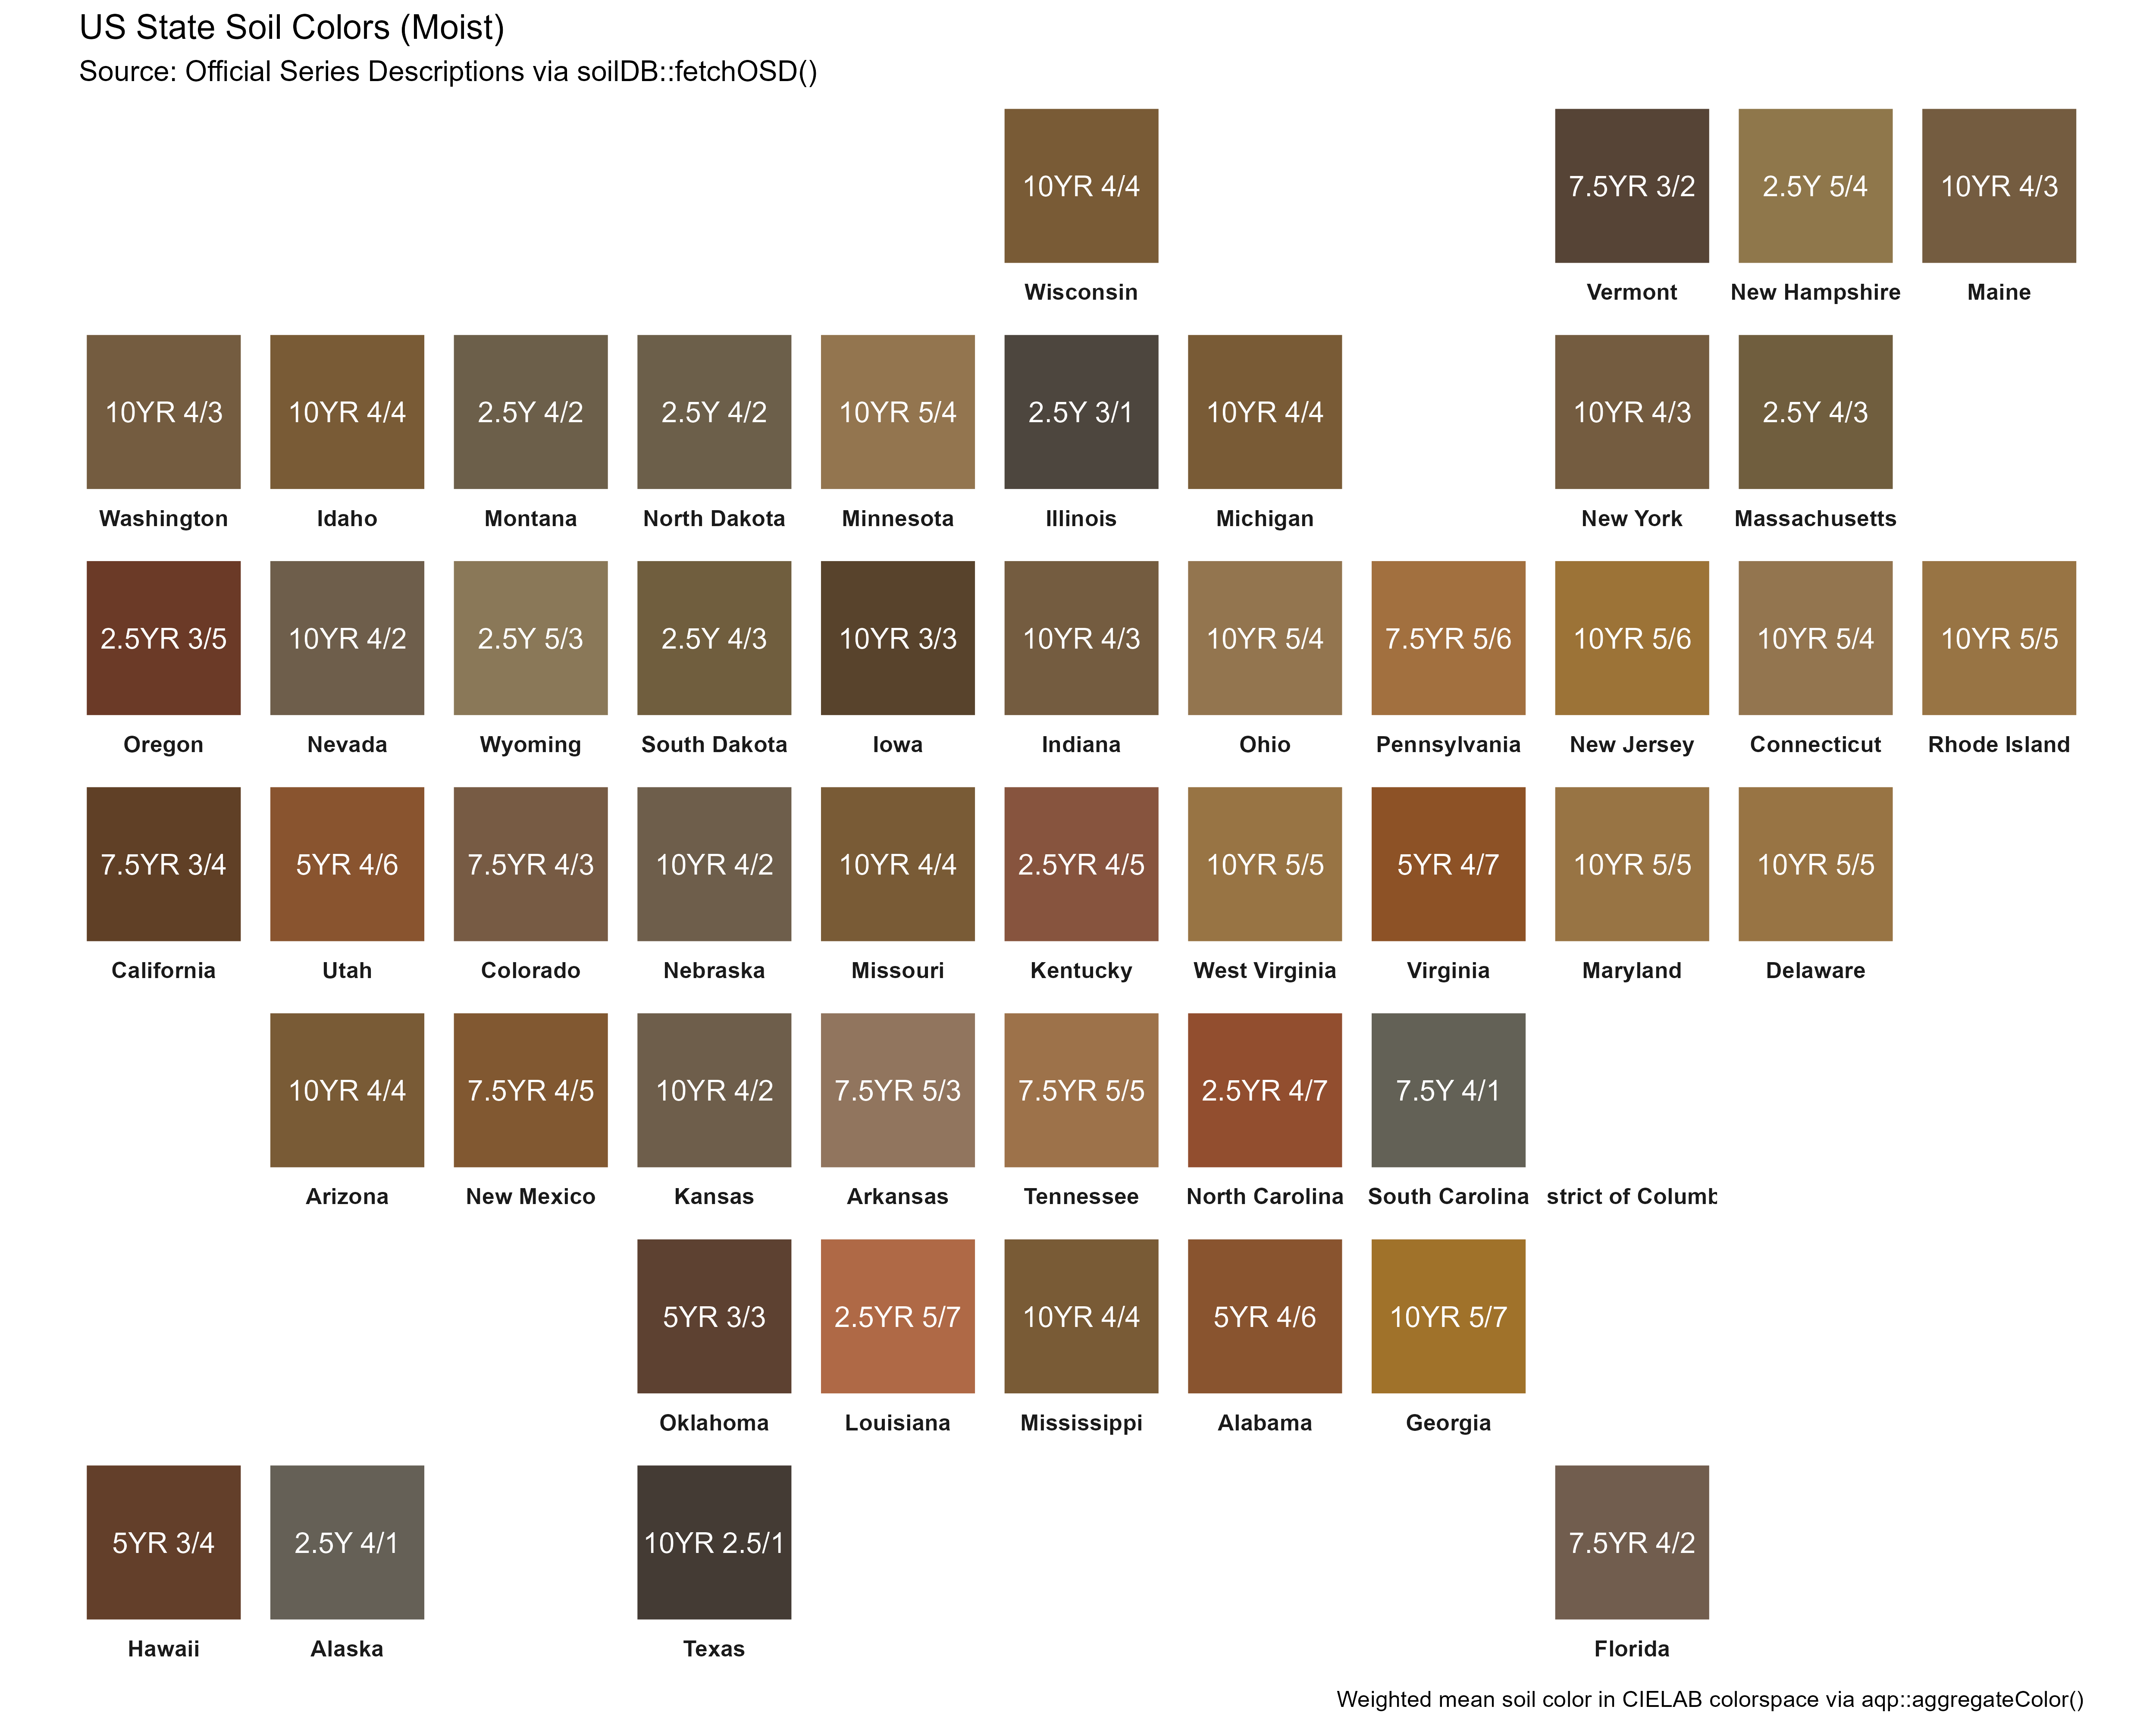 US State Soil Colors (Moist)
Source: Official Series Descriptions via soilDB::fetchOSD()
10YR 4/4 7.5YR 3/2 2.5Y 5/4 10YR 4/3
Wisconsin Vermont New Hampshire Maine
10YR 4/3 10YR 4/4 2.5Y 4/2 2.5Y 4/2 10YR 5/4 2.5Y 3/1 10YR 4/4 10YR 4/3 2.5Y 4/3
Washington Idaho Montana North Dakota Minnesota Illinois Michigan New York Massachusetts
2.5YR 3/5 10YR 4/2 2.5Y 5/3 2.5Y 4/3 10YR 3/3 10YR 4/3 10YR 5/4 7.5YR 5/6 10YR 5/6 10YR 5/4 10YR 5/5
Oregon Nevada Wyoming South Dakota Iowa Indiana Ohio Pennsylvania New Jersey Connecticut Rhode Island
7.5YR 3/4 5YR 4/6 7.5YR 4/3 10YR 4/2 10YR 4/4 2.5YR 4/5 10YR 5/5 5YR 4/7 10YR 5/5 10YR 5/5
California Utah Colorado Nebraska Missouri Kentucky West Virginia Virginia Maryland Delaware
10YR 4/4 7.5YR 4/5 10YR 4/2 7.5YR 5/3 7.5YR 5/5 2.5YR 4/7 7.5Y 4/1
Arizona New Mexico Kansas Arkansas Tennessee North Carolina South Carolina strict of Columb
5YR 3/3 2.5YR 5/7 10YR 4/4 5YR 4/6 10YR 5/7
Oklahoma Louisiana Mississippi Alabama Georgia
5YR 3/4 2.5Y 4/1 10YR 2.5/1 7.5YR 4/2
Hawaii Alaska Texas Florida
Weighted mean soil color in CIELAB colorspace via aqp::aggregateColor()